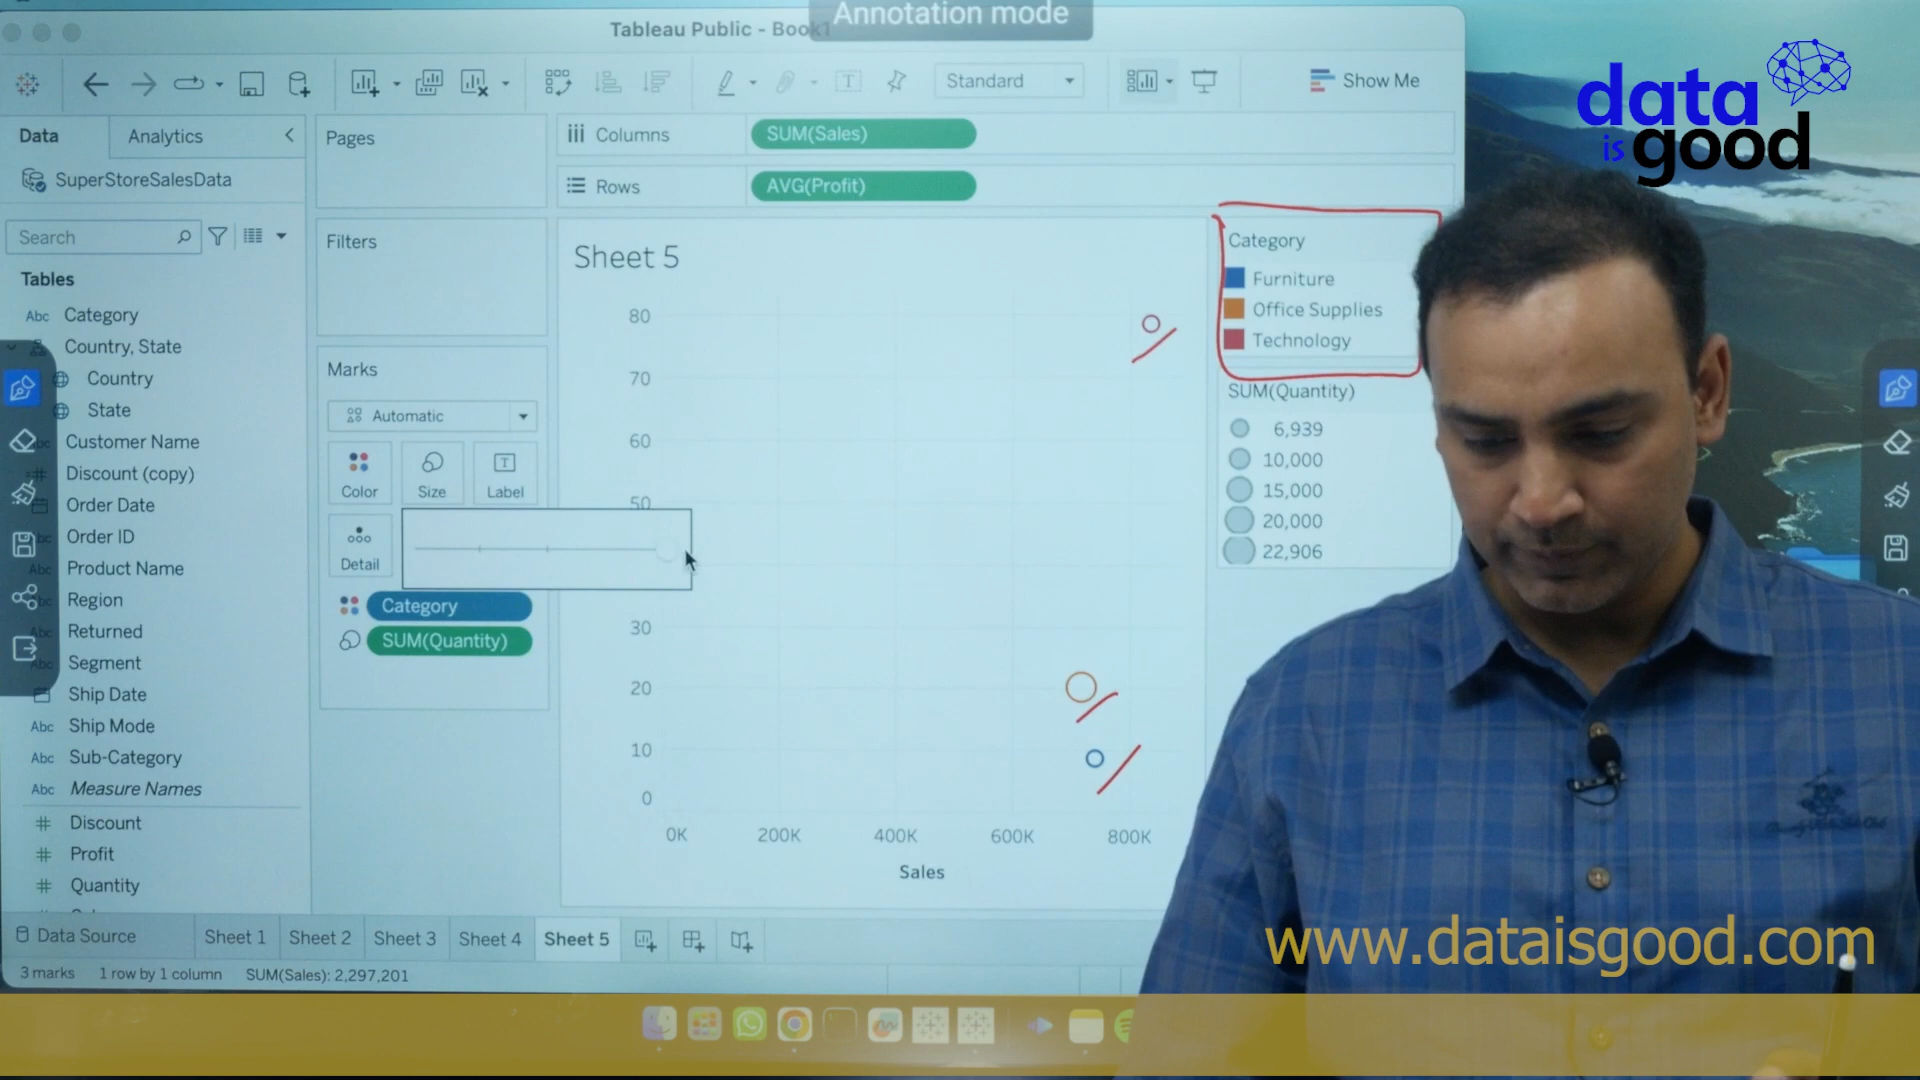 Annotation mode
Tableau Public - Book1
data
is good
Standard
Show Me
Data
Analytics
Pages
Columns
SUM(Sales)
SuperStoreSalesData
Rows
AVG(Profit)
Search
Filters
Sheet 5
Category
Furniture
Office Supplies
Technology
SUM(Quantity)
6,939
10,000
15,000
20,000
22,906
Tables
Abc Category
Country, State
Country
State
Customer Name
Discount (copy)
Order Date
Order ID
Product Name
Region
Returned
Segment
Ship Date
Abc Ship Mode
Abc Sub-Category
Abc Measure Names
# Discount
# Profit
# Quantity
Marks
Automatic
Color
Size
Label
Detail
Category
SUM(Quantity)
80
70
60
50
30
20
10
0
0K
200K
400K
600K
800K
Sales
Data Source
Sheet 1
Sheet 2
Sheet 3
Sheet 4
Sheet 5
3 marks
1 row by 1 column
SUM(Sales): 2,297,201
www.dataisgood.com